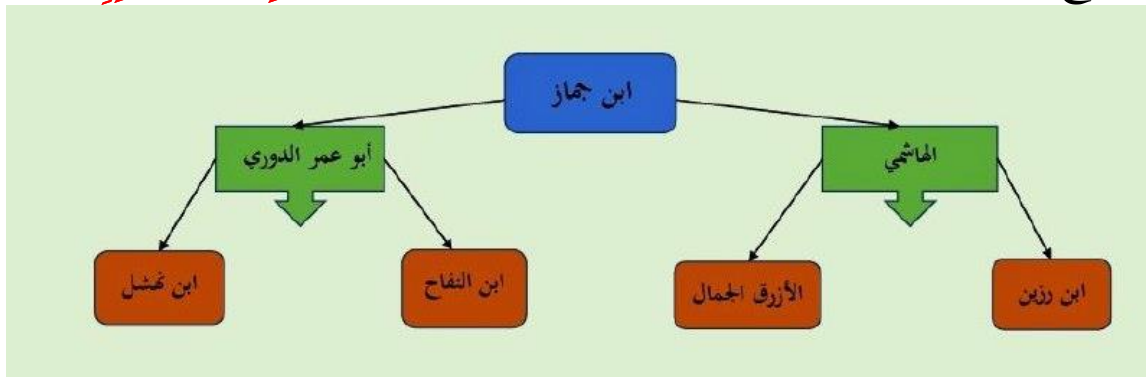 ابن جماز
الهاشمي
أبو عمر الدوري
ابن رزين
الأزرق الجمال
ابن النفاح
ابن نهشل